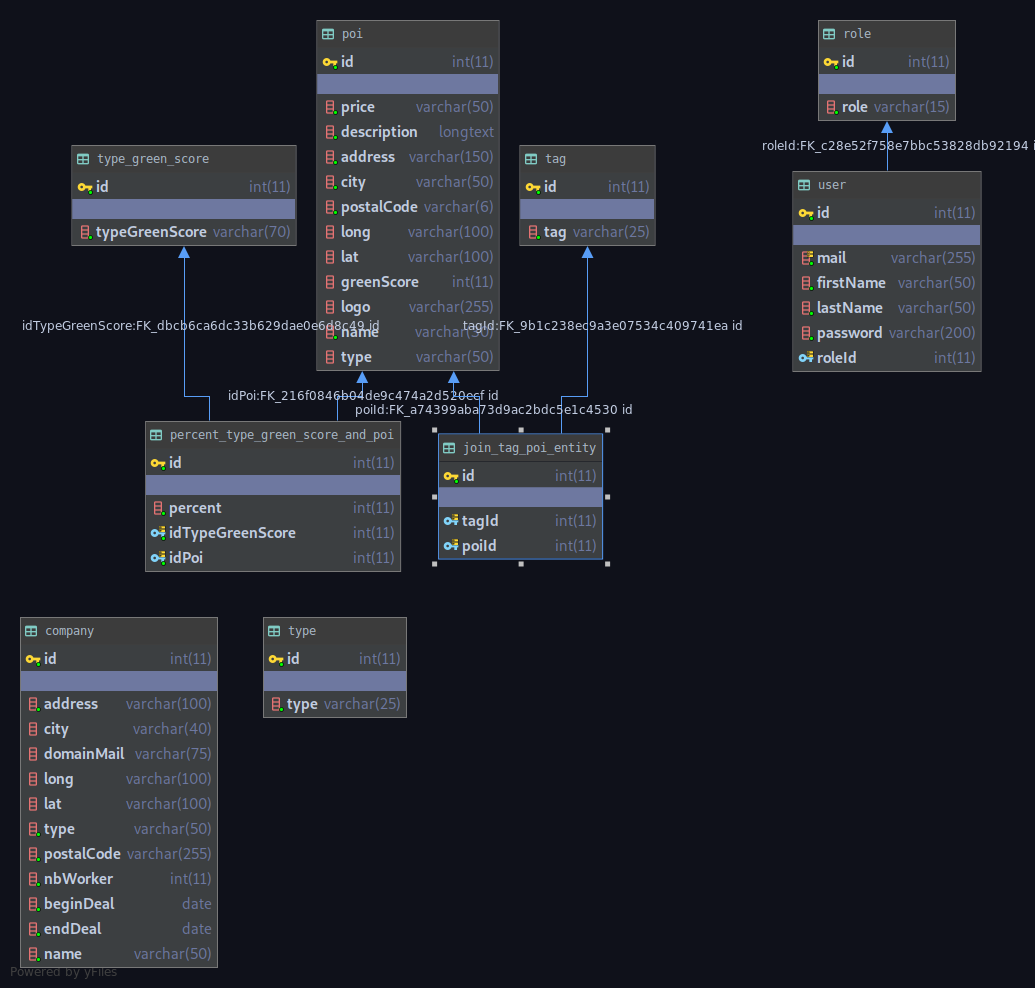 poi
id int(11)
price varchar(50)
description longtext
address varchar(150)
city varchar(50)
postalCode varchar(6)
long varchar(100)
lat varchar(100)
greenScore int(11)
logo varchar(255)
name varchar(50)
type varchar(50)
role
id int(11)
role varchar(15)
roleId:FK_c28e52f758e7bbc53828db92194 i
type_green_score
id int(11)
typeGreenScore varchar(70)
tag
id int(11)
tag varchar(25)
user
id int(11)
mail varchar(255)
firstName varchar(50)
lastName varchar(50)
password varchar(200)
roleId int(11)
idTypeGreenScore:FK_dbcb6ca6dc33b629dae0e6d8c49 id
tagId:FK_9b1c238ec9a3e07534c409741ea id
idPoi:FK_216f0846b04de9c474a2d520ecf id
poiId:FK_a74399aba73d9ac2bdc5e1c4530 id
percent_type_green_score_and_poi
id int(11)
percent int(11)
idTypeGreenScore int(11)
idPoi int(11)
join_tag_poi_entity
id int(11)
tagId int(11)
poiId int(11)
company
id int(11)
address varchar(100)
city varchar(40)
domainMail varchar(75)
long varchar(100)
lat varchar(100)
type varchar(50)
postalCode varchar(255)
nbWorker int(11)
beginDeal date
endDeal date
name varchar(50)
type
id int(11)
type varchar(25)
Powered by yFiles